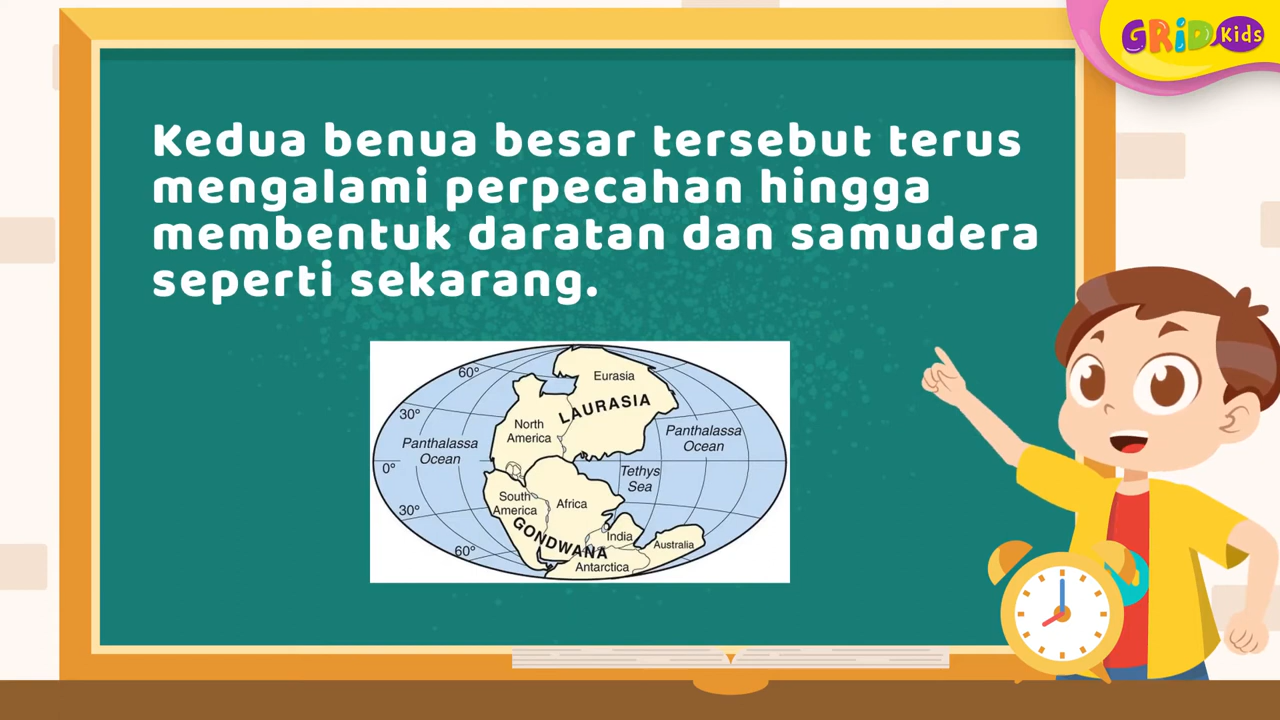 GRID Kids
Kedua benua besar tersebut terus
mengalami perpecahan hingga
membentuk daratan dan samudera
seperti sekarang.
60°
Eurasia
LAURASIA
30°
North
America
Panthalassa
Ocean
Panthalassa
Ocean
0°
Tethys
Sea
South
America
Africa
30°
GONDWANA
India
Australia
60°
Antarctica